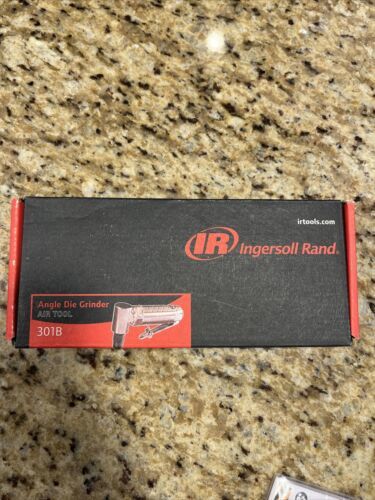 irtools.com
IR Ingersoll Rand®
Angle Die Grinder
AIR TOOL
301B